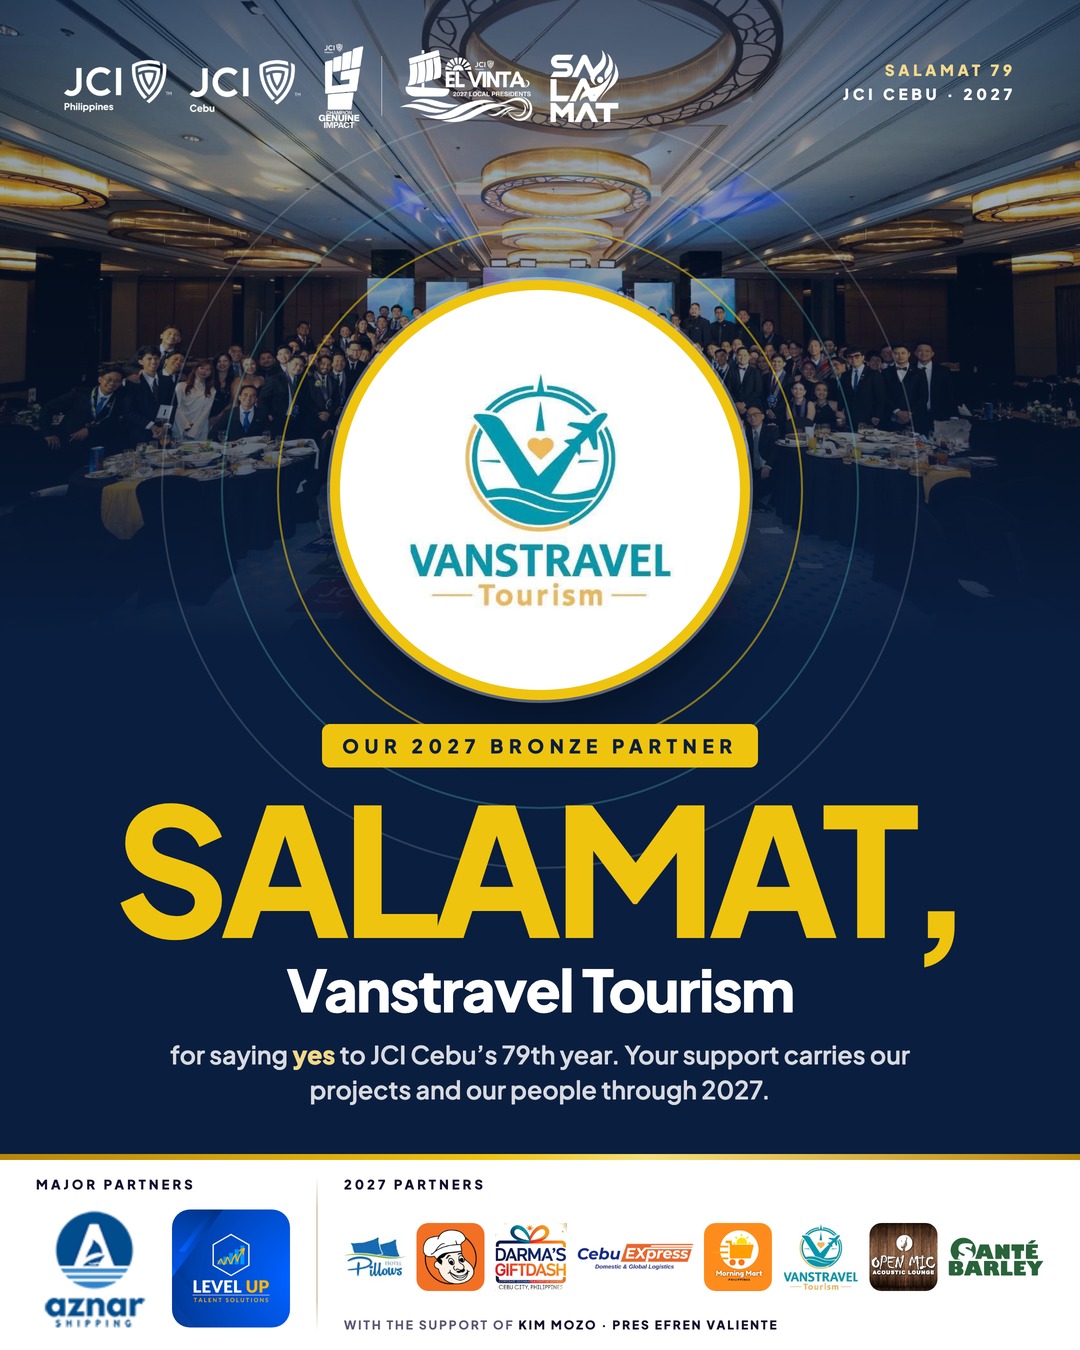 JCI
Philippines
JCI
Cebu
JCI
CHAMPION
GENUINE
IMPACT
JCI
EL VINTA
2027 LOCAL PRESIDENTS
SALAMAT
SALAMAT 79
JCI CEBU · 2027
VANSTRAVEL
Tourism
OUR 2027 BRONZE PARTNER
SALAMAT,
Vanstravel Tourism
for saying yes to JCI Cebu’s 79th year. Your support carries our
projects and our people through 2027.
MAJOR PARTNERS
2027 PARTNERS
aznar
SHIPPING
LEVEL UP
TALENT SOLUTIONS
HOTEL
Pillows
DARMA'S
GIFTDASH
CEBU CITY, PHILIPPINES
Cebu EXpress
Domestic & Global Logistics
Morning Mart
PHILIPPINES
VANSTRAVEL
Tourism
OPEN MIC
ACOUSTIC LOUNGE
SANTÉ
BARLEY
WITH THE SUPPORT OF KIM MOZO · PRES EFREN VALIENTE